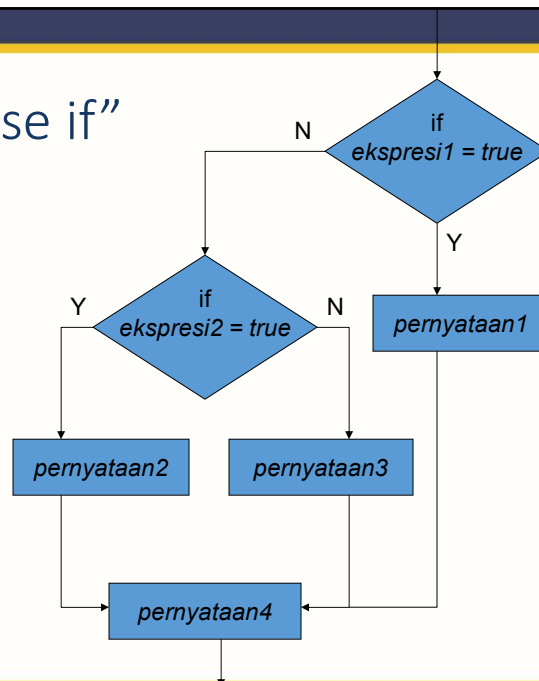 se if”
if
ekspresi1 = true
N
Y
if
ekspresi2 = true
Y
N
pernyataan1
pernyataan2
pernyataan3
pernyataan4